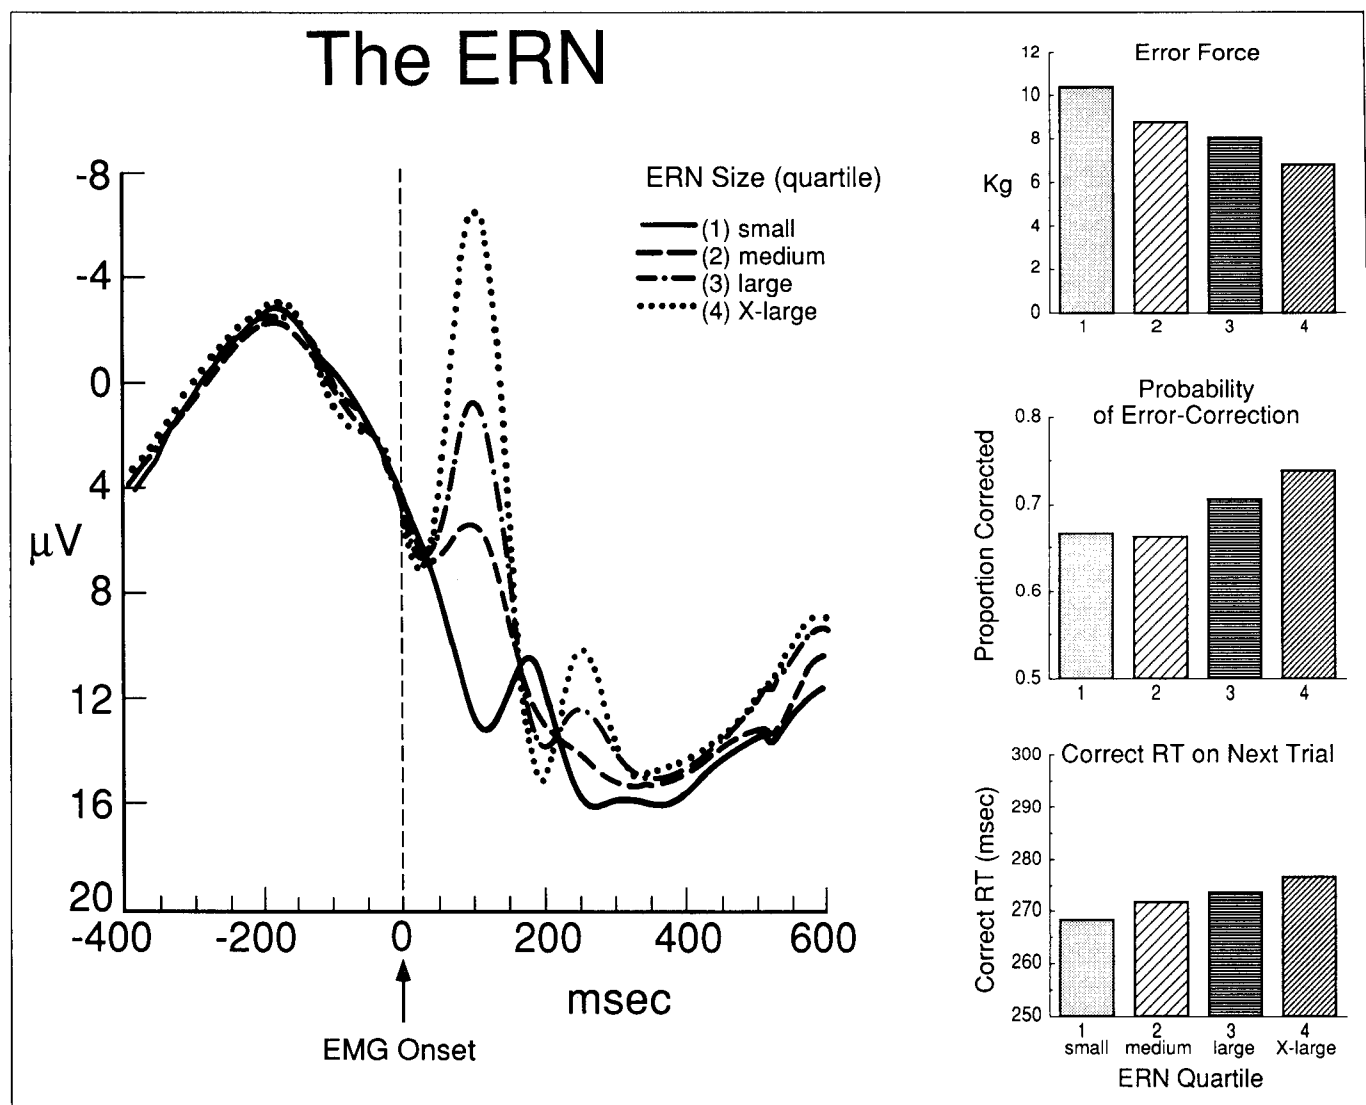 The ERN
-8
-4
0
4
8
12
16
20
μV
-400
-200
0
200
400
600
msec
EMG Onset
ERN Size (quartile)
(1) small
(2) medium
(3) large
(4) X-large
Error Force
12
10
8
6
4
2
0
Kg
1 2 3 4
Probability
of Error-Correction
0.8
0.7
0.6
0.5
Proportion Corrected
1 2 3 4
Correct RT on Next Trial
300
290
280
270
260
250
Correct RT (msec)
1 2 3 4
small medium large X-large
ERN Quartile